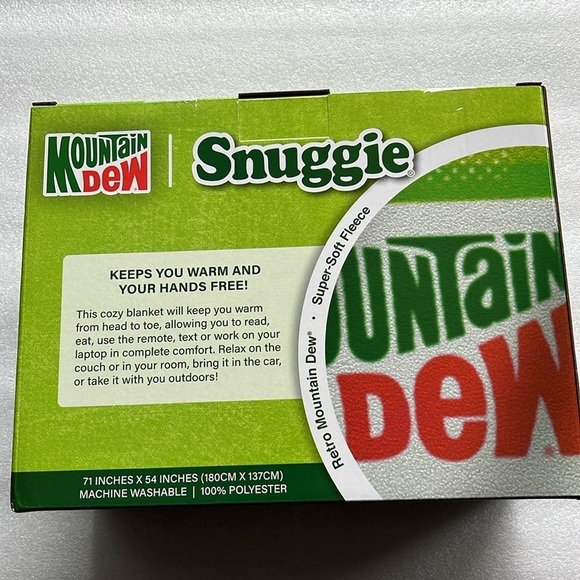 MOUNTAIN
DEW
Snuggie®
KEEPS YOU WARM AND
YOUR HANDS FREE!
This cozy blanket will keep you warm
from head to toe, allowing you to read,
eat, use the remote, text or work on your
laptop in complete comfort. Relax on the
couch or in your room, bring it in the car,
or take it with you outdoors!
Retro Mountain Dew® • Super-Soft Fleece
UNTAIN
DEW
71 INCHES X 54 INCHES (180CM X 137CM)
MACHINE WASHABLE | 100% POLYESTER